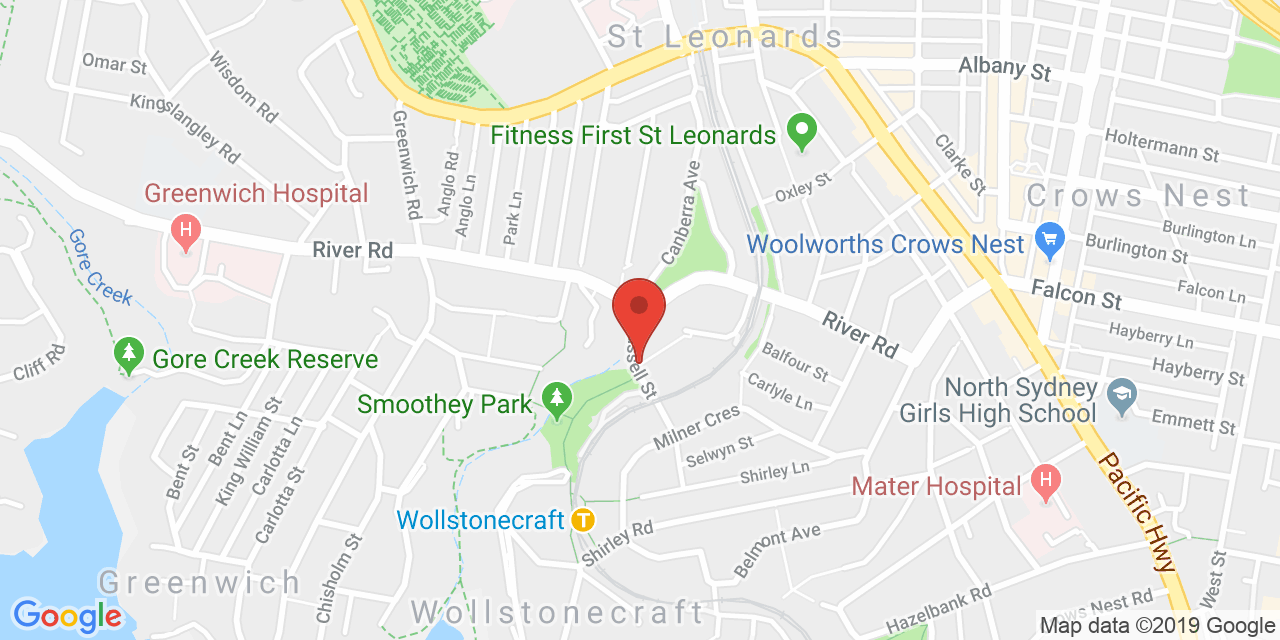 St Leonards
Omar St
Wisdom Rd
Albany St
Kingslangley Rd
Greenwich Rd
Fitness First St Leonards
Clarke St
Holtermann St
Anglo Rd
Anglo Ln
Park Ln
Canberra Ave
Oxley St
Greenwich Hospital
H
Crows Nest
Gore Creek
River Rd
Woolworths Crows Nest
Burlington Ln
Burlington St
Falcon Ln
Falcon St
River Rd
Hayberry Ln
Hayberry St
Cliff Rd
Gore Creek Reserve
Balfour St
Carlyle Ln
North Sydney
Girls High School
Emmett St
ssell St
Smoothey Park
Milner Cres
Selwyn St
Shirley Ln
Bent St
Bent Ln
King William St
Carlotta Ln
Carlotta St
Mater Hospital
H
Pacific Hwy
Wollstonecraft
T
Shirley Rd
Belmont Ave
Chisholm St
West St
Greenwich
Wollstonecraft
Hazelbank Rd
ows Nest Rd
Google
Map data ©2019 Google